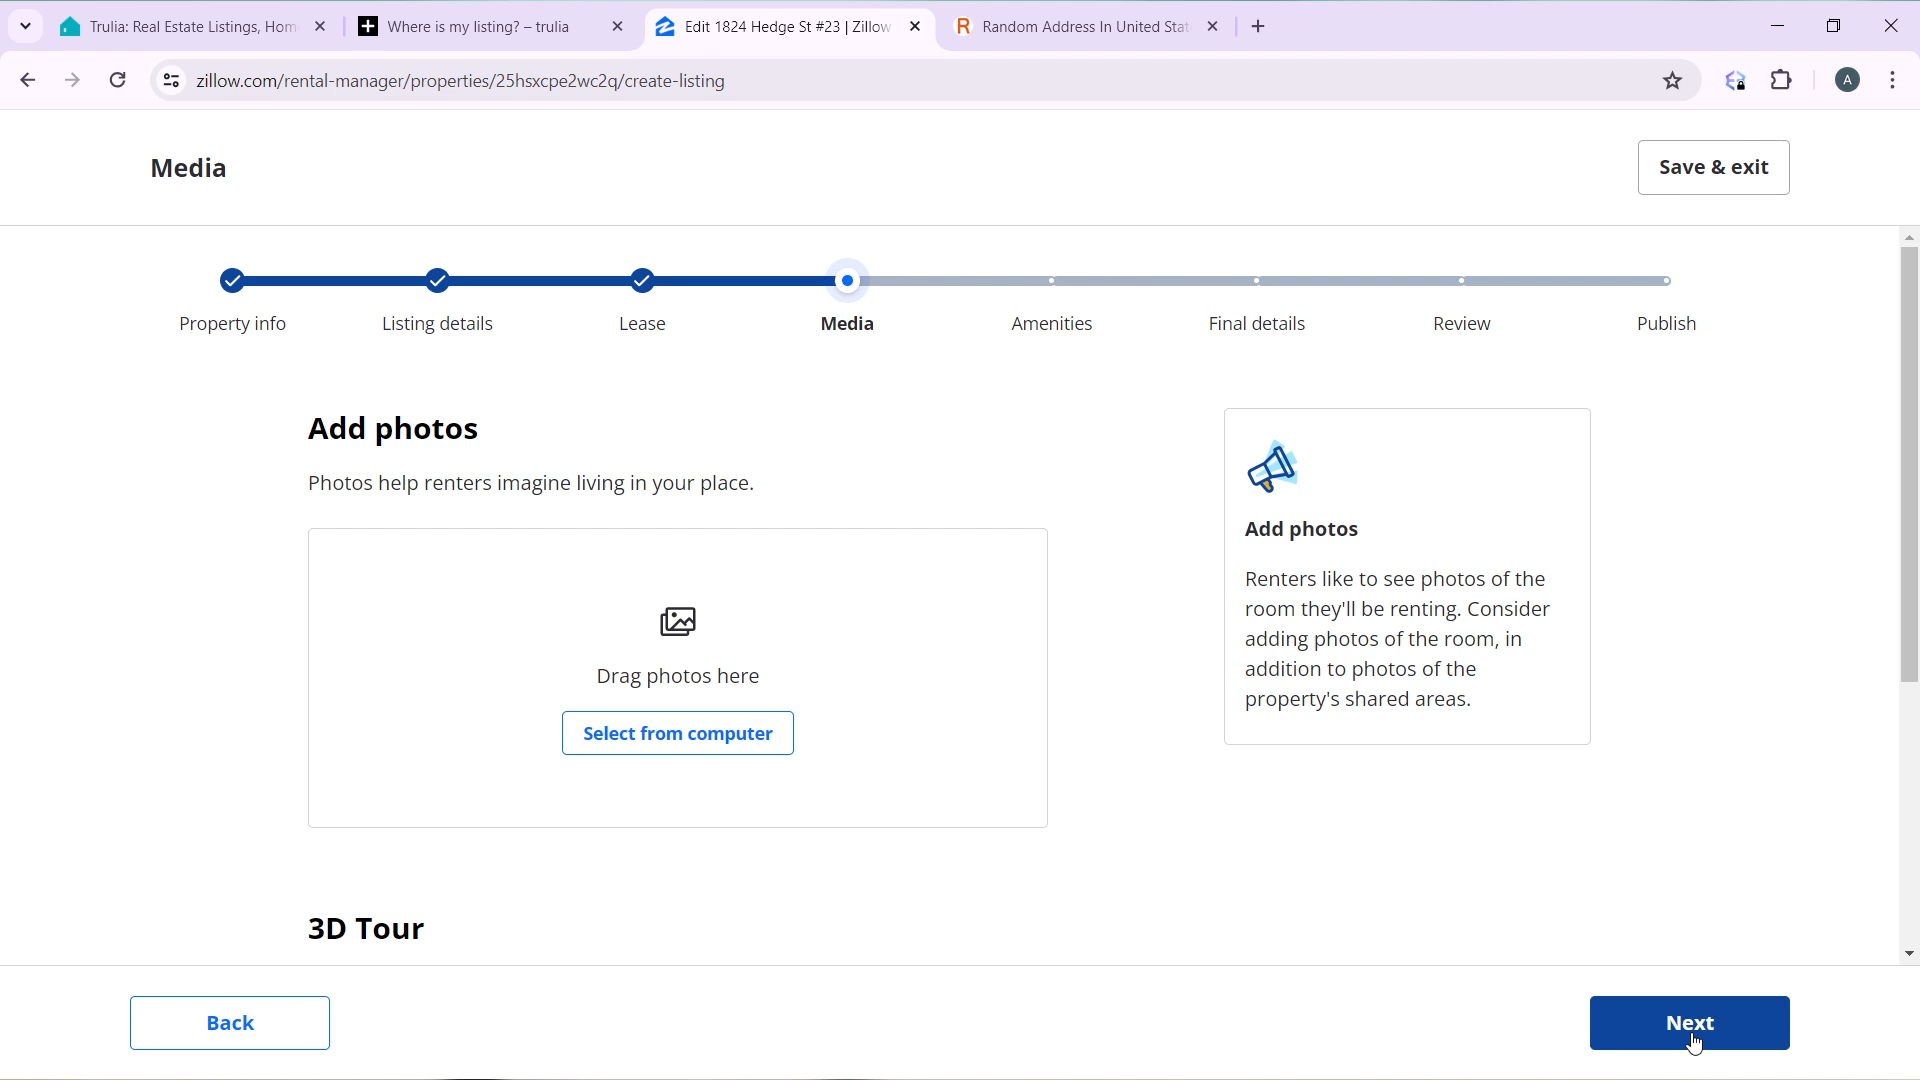 Trulia: Real Estate Listings, Hom
Where is my listing? – trulia
Edit 1824 Hedge St #23 | Zillow
Random Address In United Stat
zillow.com/rental-manager/properties/25hsxcpe2wc2q/create-listing
A
Media
Save & exit
Property info
Listing details
Lease
Media
Amenities
Final details
Review
Publish
Add photos
Photos help renters imagine living in your place.
Drag photos here
Select from computer
Add photos
Renters like to see photos of the
room they'll be renting. Consider
adding photos of the room, in
addition to photos of the
property's shared areas.
3D Tour
Back
Next